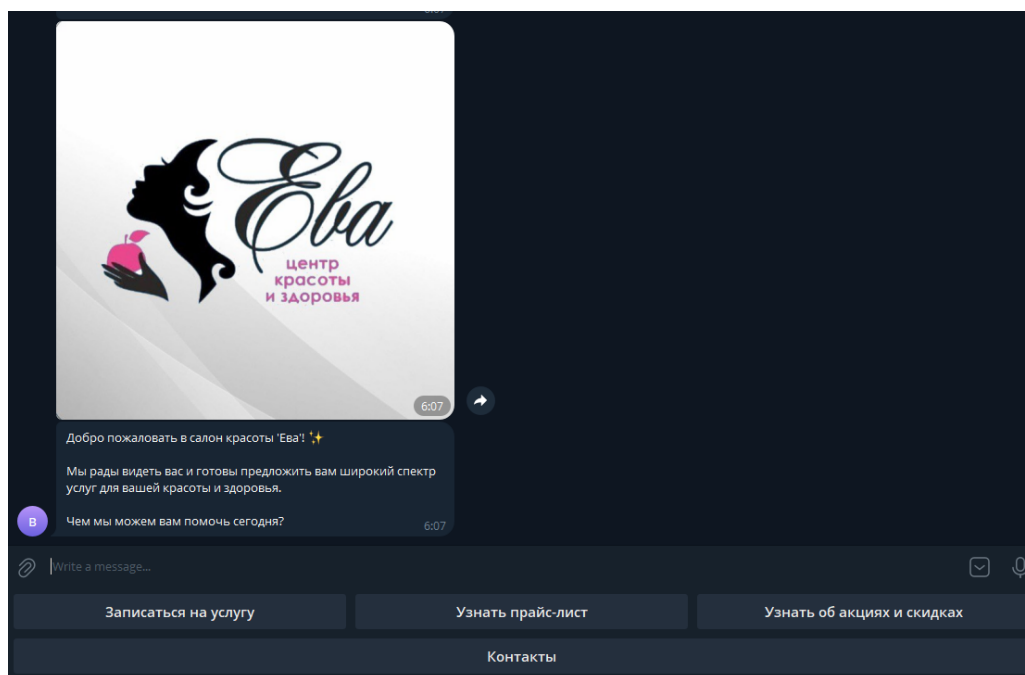 Ева
центр
красоты
и здоровья
6:07
Добро пожаловать в салон красоты 'Ева'! ✨
Мы рады видеть вас и готовы предложить вам широкий спектр
услуг для вашей красоты и здоровья.
Чем мы можем вам помочь сегодня?
6:07
В
Write a message...
Записаться на услугу
Узнать прайс-лист
Узнать об акциях и скидках
Контакты